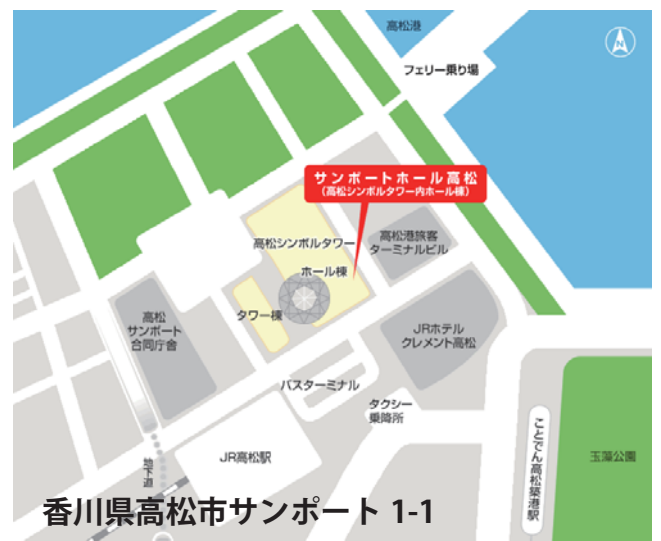 高松港
フェリー乗り場
サンポートホール高松
(高松シンボルタワー内ホール棟)
高松シンボルタワー
ホール棟
高松港旅客
ターミナルビル
タワー棟
高松
サンポート
合同庁舎
JRホテル
クレメント高松
バスターミナル
タクシー
乗降所
JR高松駅
地下道
ことでん高松築港駅
玉藻公園
香川県高松市サンポート 1-1